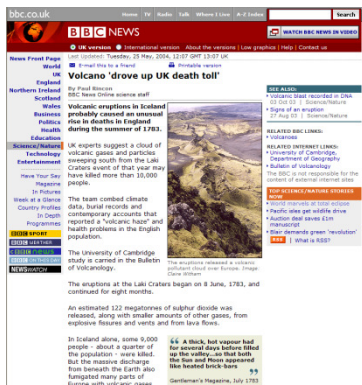 bbc.co.uk
Home TV Radio Talk Where I Live A-Z Index
Search
BBC NEWS
WATCH BBC NEWS IN VIDEO
UK version International version About the versions | Low graphics | Help | Contact us
News Front Page
World
UK
England
Northern Ireland
Scotland
Wales
Business
Politics
Health
Education
Science/Nature
Technology
Entertainment
Have Your Say
Magazine
In Pictures
Week at a Glance
Country Profiles
In Depth
Programmes
BBC SPORT
BBC WEATHER
NEWSWATCH
Last Updated: Tuesday, 25 May, 2004, 12:07 GMT 13:07 UK
E-mail this to a friend Printable version
Volcano 'drove up UK death toll'
By Paul Rincon
BBC News Online science staff
Volcanic eruptions in Iceland
probably caused an unusual
rise in deaths in England
during the summer of 1783.
UK experts suggest a cloud of
volcanic gases and particles
sweeping south from the Laki
Craters event of that year may
have killed more than 10,000
people.
The team combed climate
data, burial records and
contemporary accounts that
reported a "volcanic haze" and
health problems in the English
population.
The University of Cambridge
study is carried in the Bulletin
of Volcanology.
The eruptions released a volcanic
pollutant cloud over Europe. Image:
Claire Witham
The eruptions at the Laki Craters began on 8 June, 1783, and
continued for eight months.
An estimated 122 megatonnes of sulphur dioxide was
released, along with smaller amounts of other gases, from
explosive fissures and vents and from lava flows.
In Iceland alone, some 9,000
people - about a quarter of
the population - were killed.
But the massive discharge
from beneath the Earth also
fumigated many parts of
Europe with volcanic gases
A thick, hot vapour had
for several days before filled
up the valley...so that both
the Sun and Moon appeared
like heated brick-bars
Gentleman's Magazine, July 1783
SEE ALSO:
Volcanic blast recorded in DNA
03 Oct 03 | Science/Nature
Signs of an eruption
27 Aug 03 | Science/Nature
RELATED BBC LINKS:
Volcanoes
RELATED INTERNET LINKS:
University of Cambridge,
Department of Geography
Bulletin of Volcanology
The BBC is not responsible for the
content of external internet sites
TOP SCIENCE/NATURE STORIES
NOW
World marvels at total eclipse
Pacific isles get wildlife drive
Auction deal saves £1m
manuscript
Blair demands green 'revolution'
RSS | What is RSS?